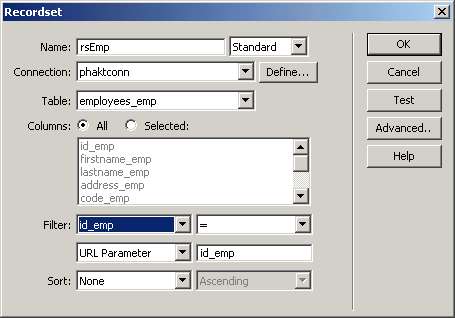 Recordset
Name: rsEmp Standard OK
Connection: phaktconn Define... Cancel
Table: employees_emp Test
Columns: All Selected: Advanced..
id_emp Help
firstname_emp
lastname_emp
address_emp
code_emp
Filter: id_emp =
URL Parameter id_emp
Sort: None Ascending